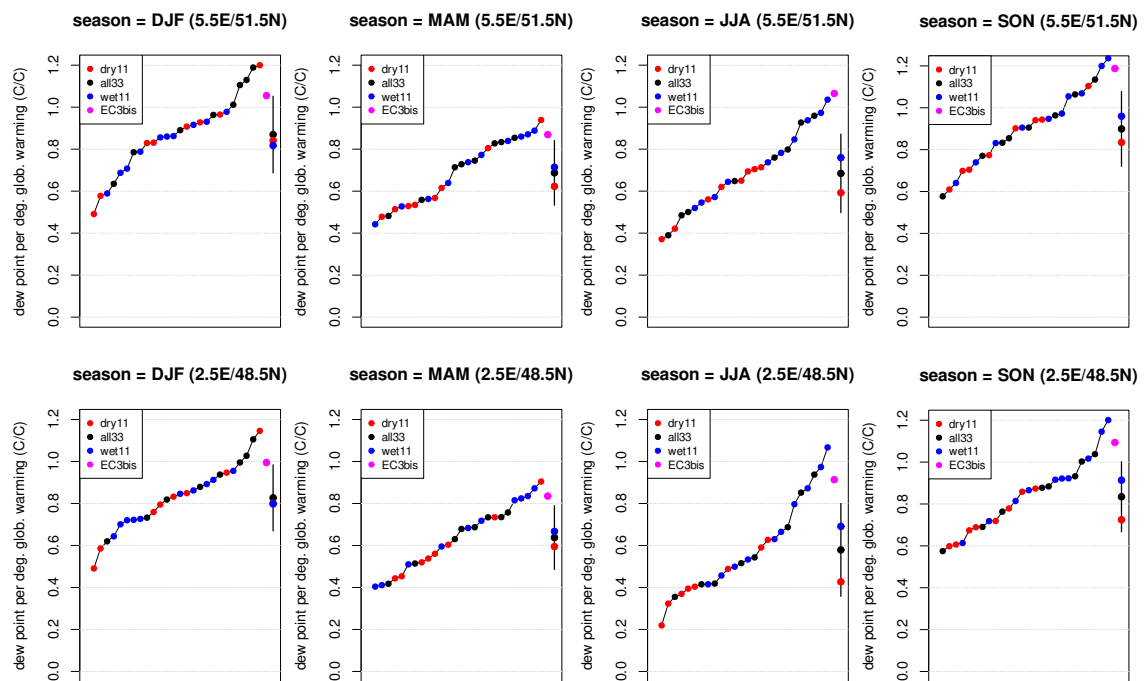 season = DJF (5.5E/51.5N)
dew point per deg. glob. warming (C/C)
0.0 0.2 0.4 0.6 0.8 1.0 1.2
dry11
all33
wet11
EC3bis
season = MAM (5.5E/51.5N)
dew point per deg. glob. warming (C/C)
0.0 0.2 0.4 0.6 0.8 1.0 1.2
dry11
all33
wet11
EC3bis
season = JJA (5.5E/51.5N)
dew point per deg. glob. warming (C/C)
0.0 0.2 0.4 0.6 0.8 1.0 1.2
dry11
all33
wet11
EC3bis
season = SON (5.5E/51.5N)
dew point per deg. glob. warming (C/C)
0.0 0.2 0.4 0.6 0.8 1.0 1.2
dry11
all33
wet11
EC3bis
season = DJF (2.5E/48.5N)
dew point per deg. glob. warming (C/C)
0.0 0.2 0.4 0.6 0.8 1.0 1.2
dry11
all33
wet11
EC3bis
season = MAM (2.5E/48.5N)
dew point per deg. glob. warming (C/C)
0.0 0.2 0.4 0.6 0.8 1.0 1.2
dry11
all33
wet11
EC3bis
season = JJA (2.5E/48.5N)
dew point per deg. glob. warming (C/C)
0.0 0.2 0.4 0.6 0.8 1.0 1.2
dry11
all33
wet11
EC3bis
season = SON (2.5E/48.5N)
dew point per deg. glob. warming (C/C)
0.0 0.2 0.4 0.6 0.8 1.0 1.2
dry11
all33
wet11
EC3bis